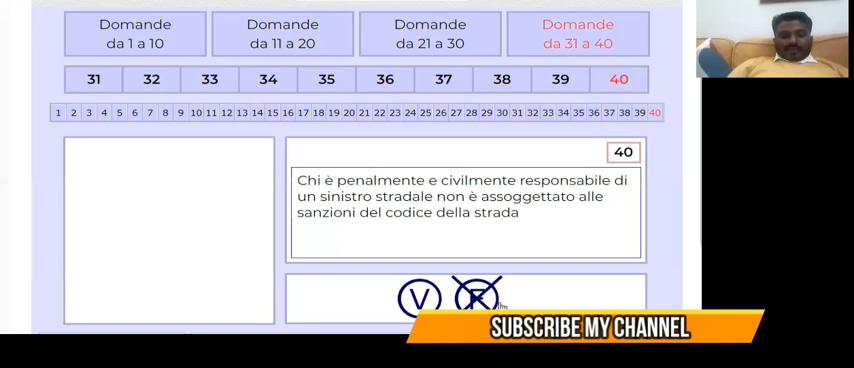 Domande
da 1 a 10
Domande
da 11 a 20
Domande
da 21 a 30
Domande
da 31 a 40
31 32 33 34 35 36 37 38 39 40
1 2 3 4 5 6 7 8 9 10 11 12 13 14 15 16 17 18 19 20 21 22 23 24 25 26 27 28 29 30 31 32 33 34 35 36 37 38 39 40
40
Chi è penalmente e civilmente responsabile di
un sinistro stradale non è assoggettato alle
sanzioni del codice della strada
V F
SUBSCRIBE MY CHANNEL